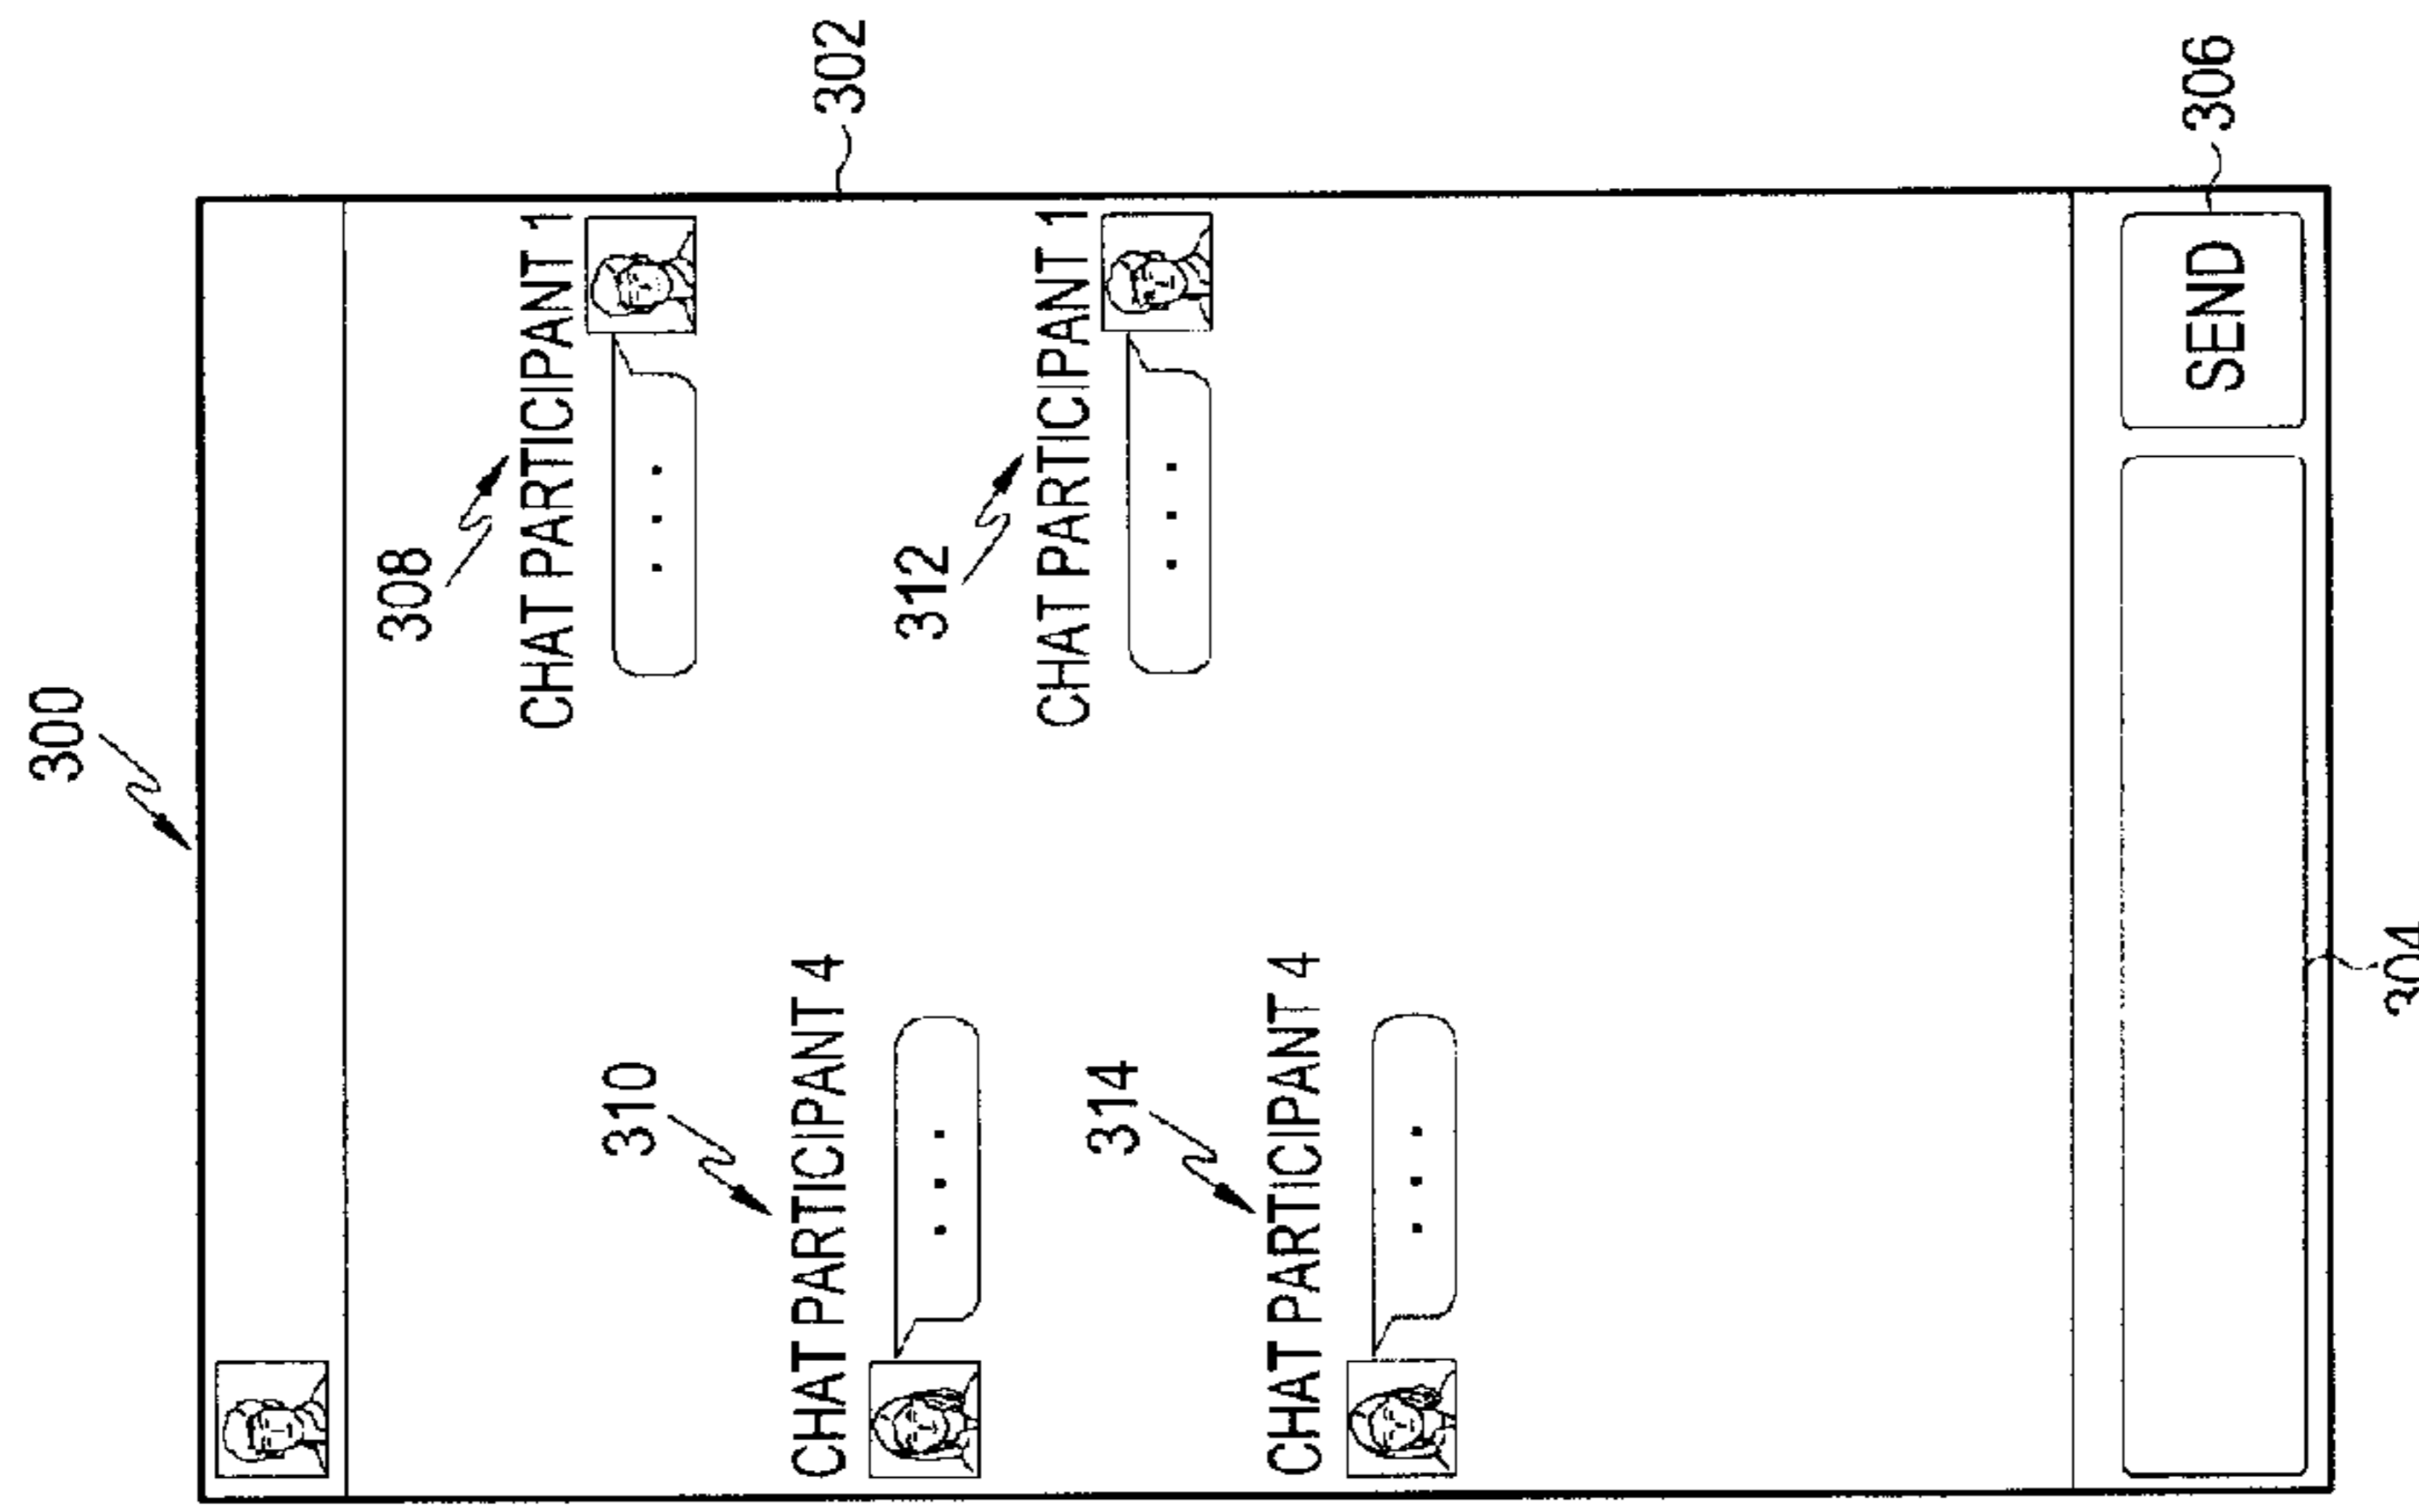 300
302
308
CHAT PARTICIPANT 1
. . .
310
CHAT PARTICIPANT 4
. . .
312
CHAT PARTICIPANT 1
. . .
314
CHAT PARTICIPANT 4
. . .
304
SEND
306